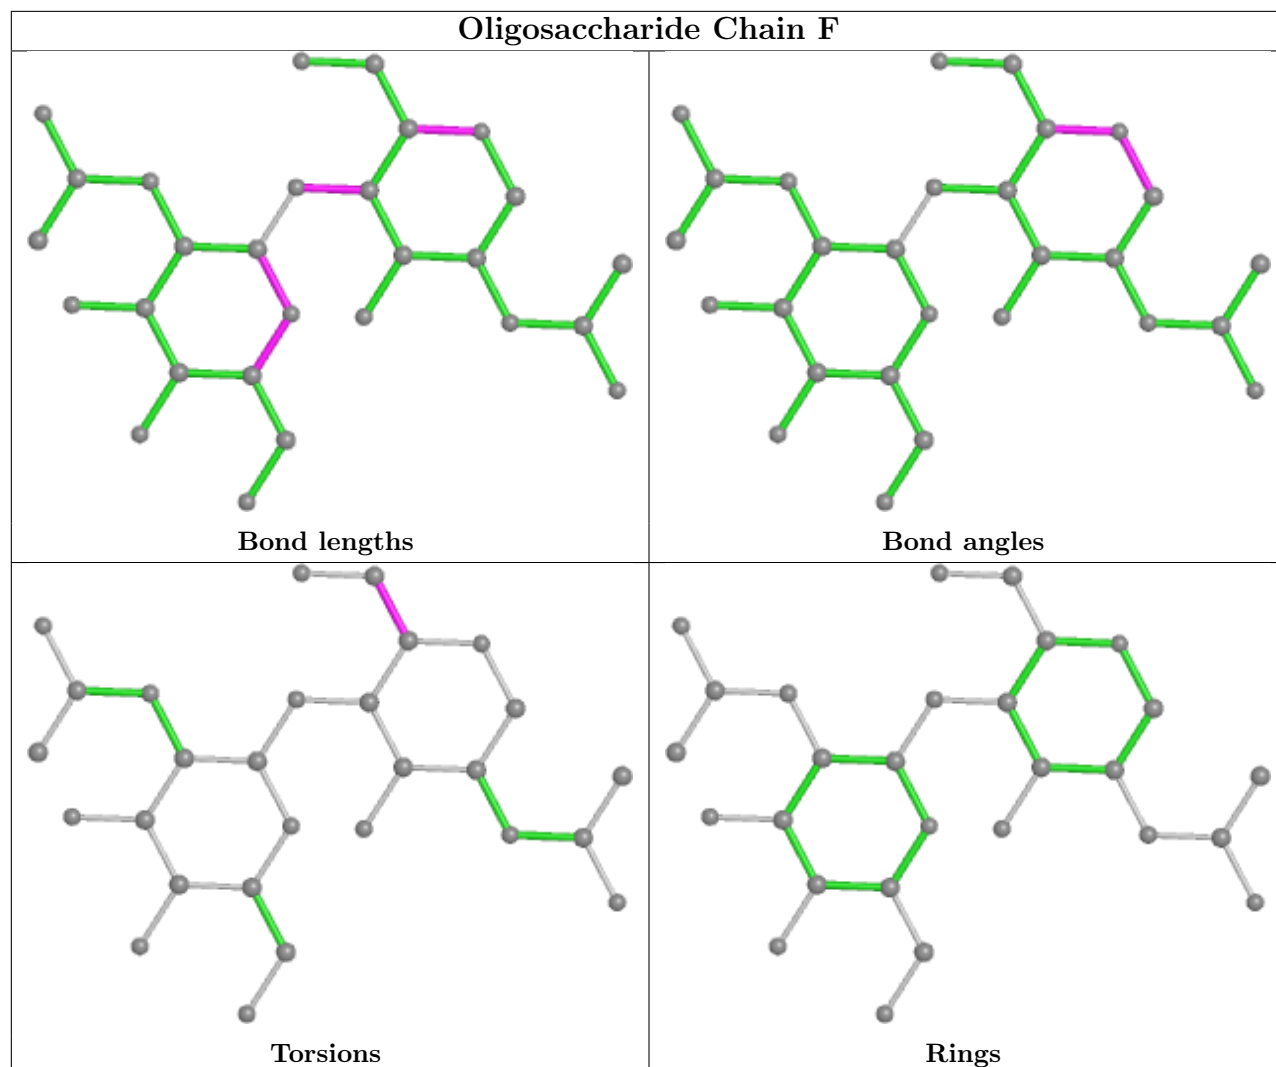 Oligosaccharide Chain F
Bond lengths
Bond angles
Torsions
Rings